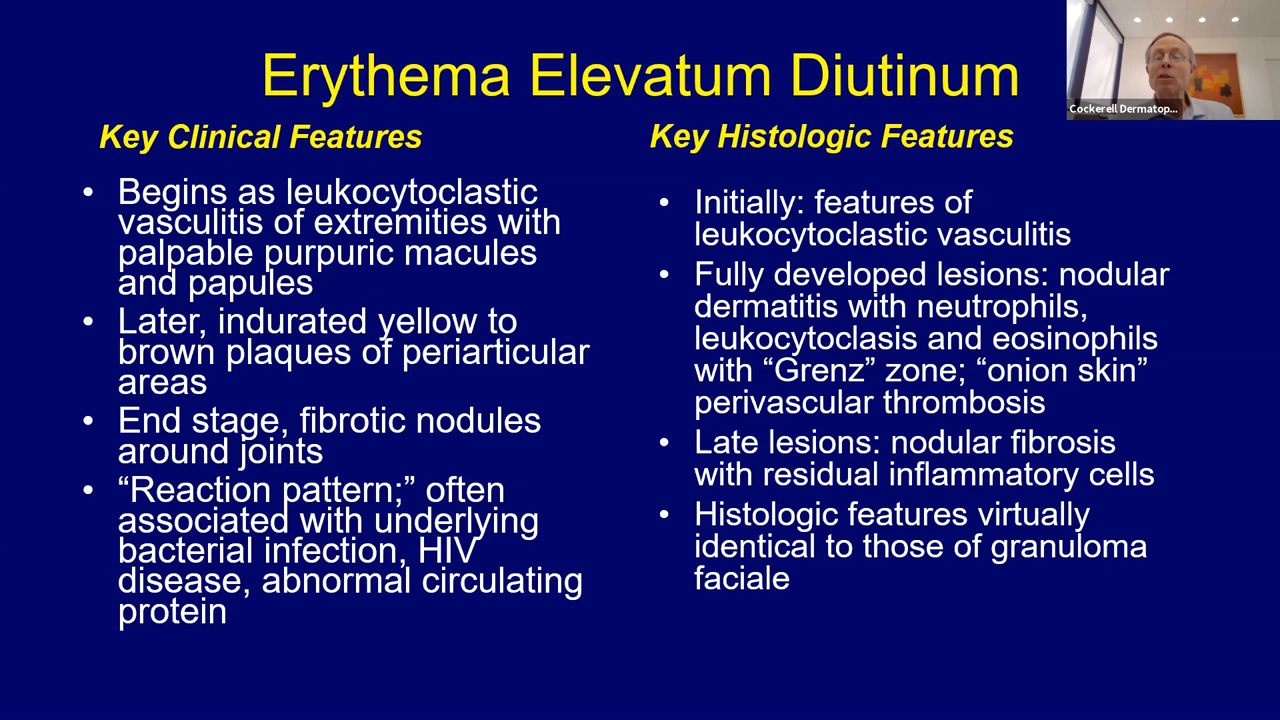 Erythema Elevatum Diutinum
Cockerell Dermatop...
Key Clinical Features
• Begins as leukocytoclastic
vasculitis of extremities with
palpable purpuric macules
and papules
• Later, indurated yellow to
brown plaques of periarticular
areas
• End stage, fibrotic nodules
around joints
• “Reaction pattern;” often
associated with underlying
bacterial infection, HIV
disease, abnormal circulating
protein
Key Histologic Features
• Initially: features of
leukocytoclastic vasculitis
• Fully developed lesions: nodular
dermatitis with neutrophils,
leukocytoclasis and eosinophils
with “Grenz” zone; “onion skin”
perivascular thrombosis
• Late lesions: nodular fibrosis
with residual inflammatory cells
• Histologic features virtually
identical to those of granuloma
faciale